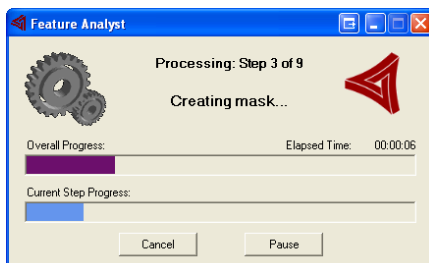 Feature Analyst
Processing: Step 3 of 9
Creating mask...
Overall Progress: Elapsed Time: 00:00:06
Current Step Progress:
Cancel Pause